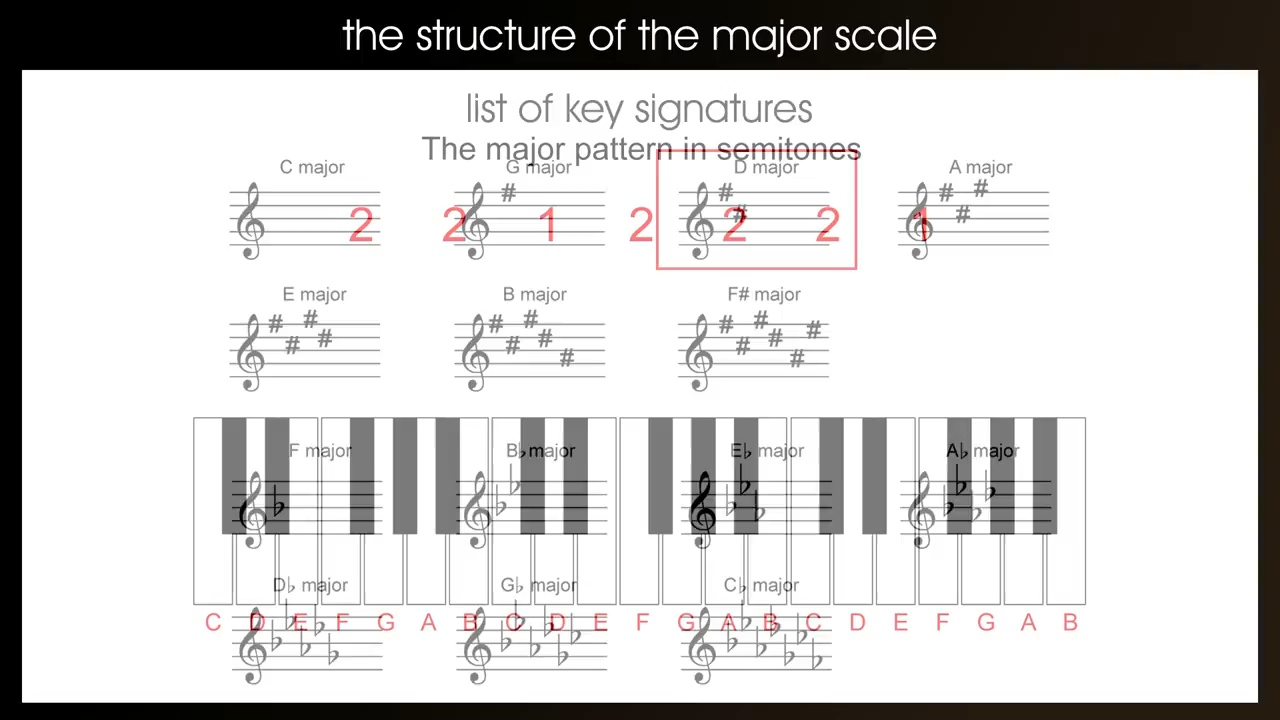 the structure of the major scale
list of key signatures
The major pattern in semitones
C major G major D major A major
2 2 1 2 2 2 1
E major B major F# major
F major B♭ major E♭ major A♭ major
D♭ major G♭ major C♭ major
C D E F G A B C D E F G A B C D E F G A B